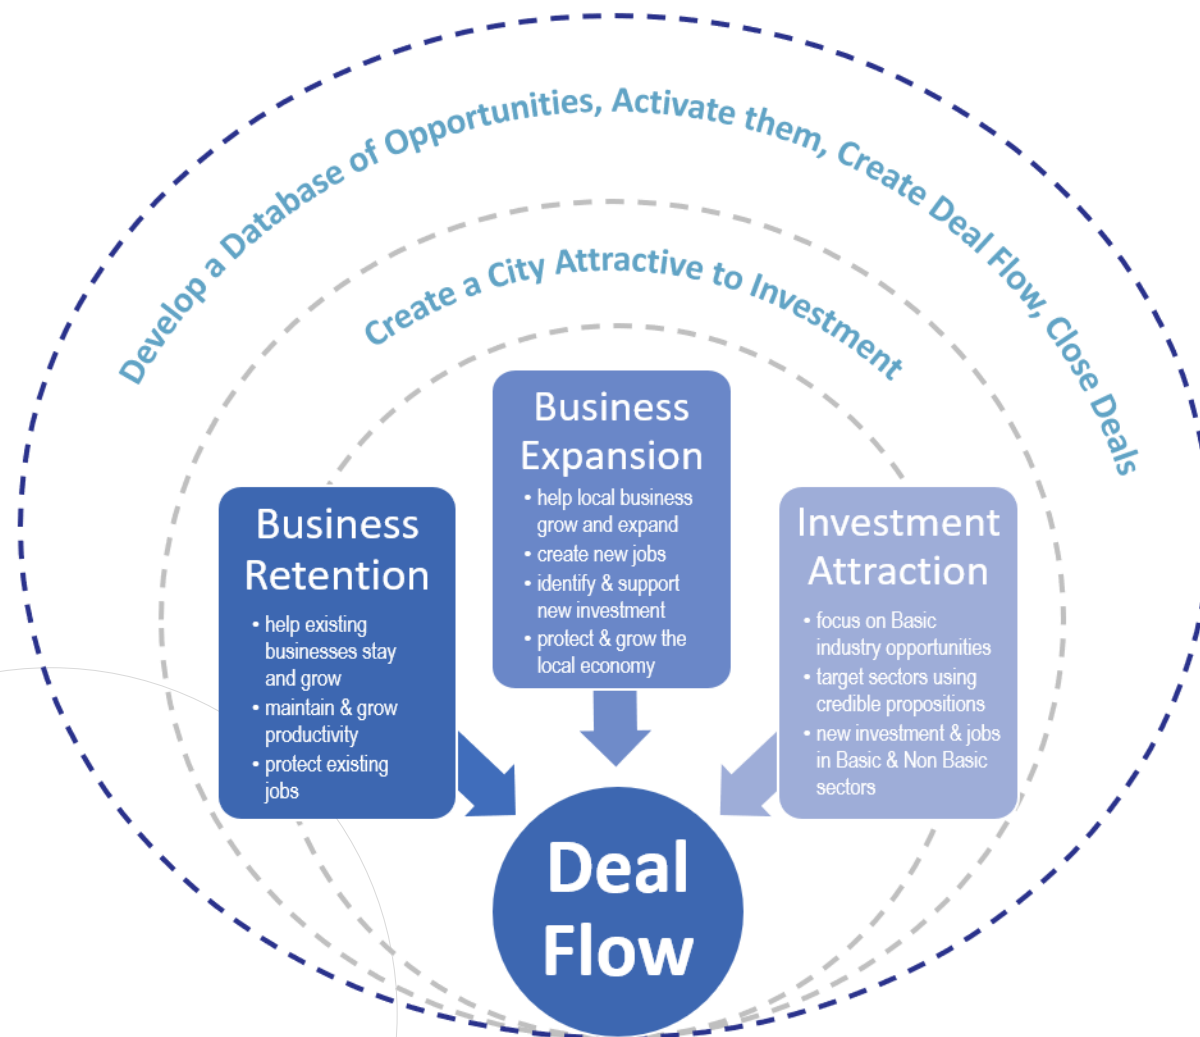 Develop a Database of Opportunities, Activate them, Create Deal Flow, Close Deals
Create a City Attractive to Investment
Business
Retention
• help existing
businesses stay
and grow
• maintain & grow
productivity
• protect existing
jobs
Business
Expansion
• help local business
grow and expand
• create new jobs
• identify & support
new investment
• protect & grow the
local economy
Investment
Attraction
• focus on Basic
industry opportunities
• target sectors using
credible propositions
• new investment & jobs
in Basic & Non Basic
sectors
Deal
Flow